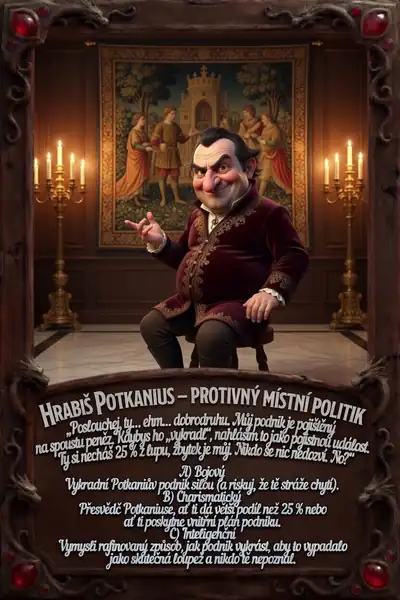 Hrabiš Potkanius – protivný místní politik
„Poslouchej, ty... ehm... dobrodruhu. Můj podnik je pojištěný
na spoustu peněz. Kdybys ho „vykradl“, nahlásím to jako pojistnou událost.
Ty si necháš 25 % z lupu, zbytek je můj. Nikdo se nic nedozví. No?“
A) Bojový
Vykradni Potkaniův podnik silou (a riskuj, že tě stráže chytí).
B) Charismatický
Přesvědč Potkaniuse, ať ti dá větší podíl než 25 % nebo
ať ti poskytne vnitřní plán podniku.
C) Inteligenční
Vymysli rafinovaný způsob, jak podnik vykrást, aby to vypadalo
jako skutečná loupež a nikdo tě nepoznal.